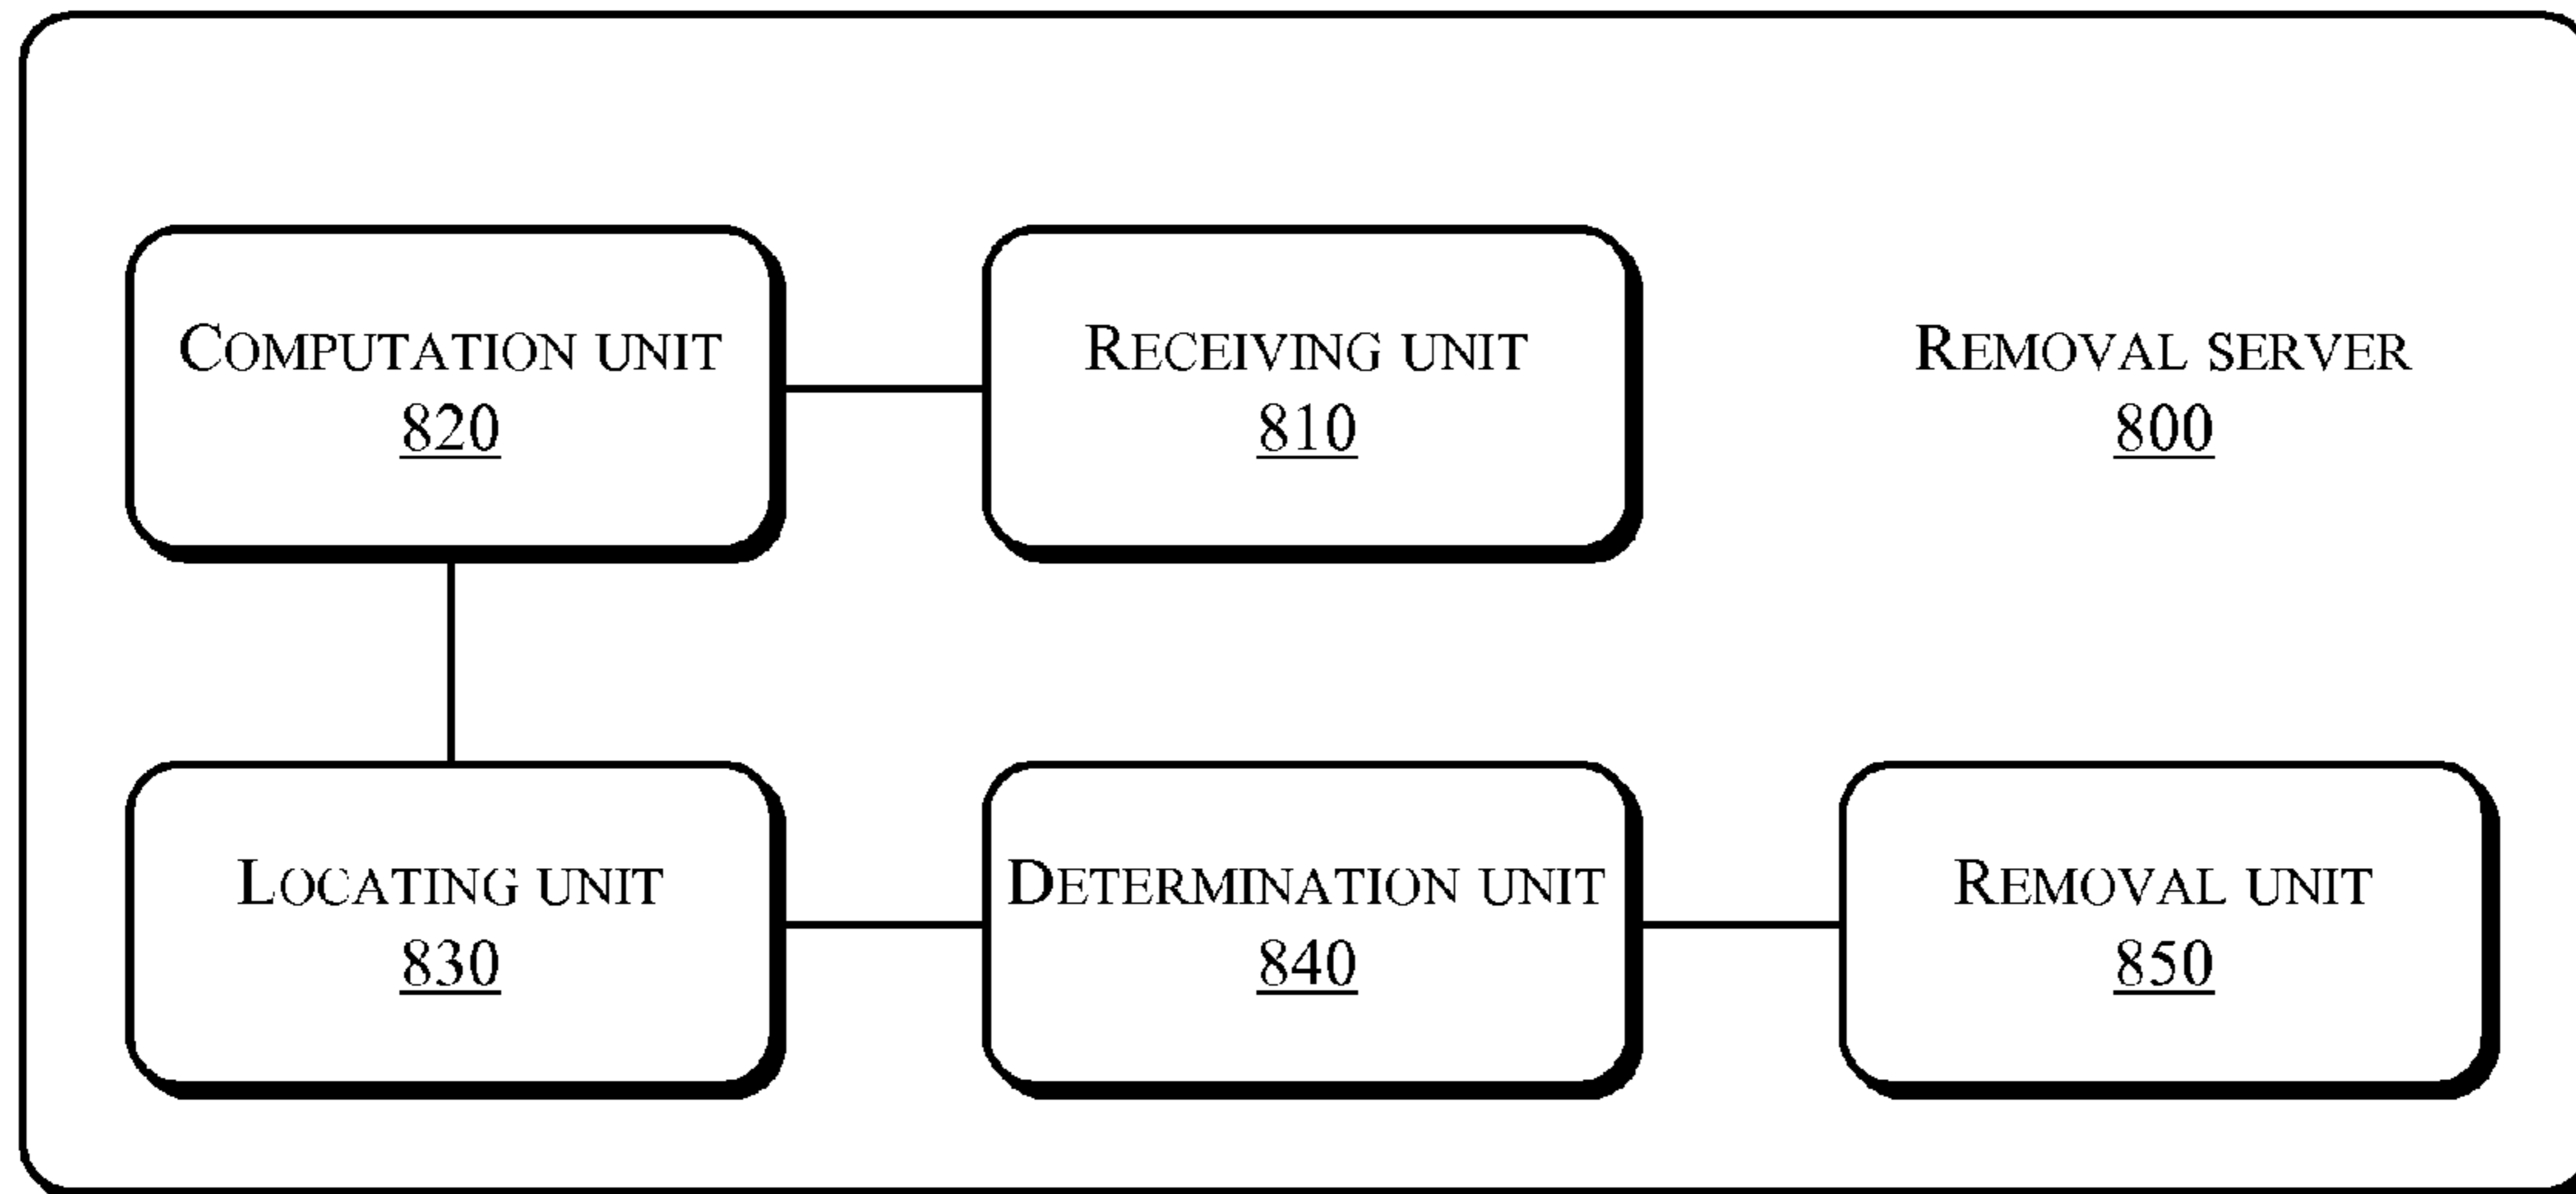 COMPUTATION UNIT
820
RECEIVING UNIT
810
REMOVAL SERVER
800
LOCATING UNIT
830
DETERMINATION UNIT
840
REMOVAL UNIT
850